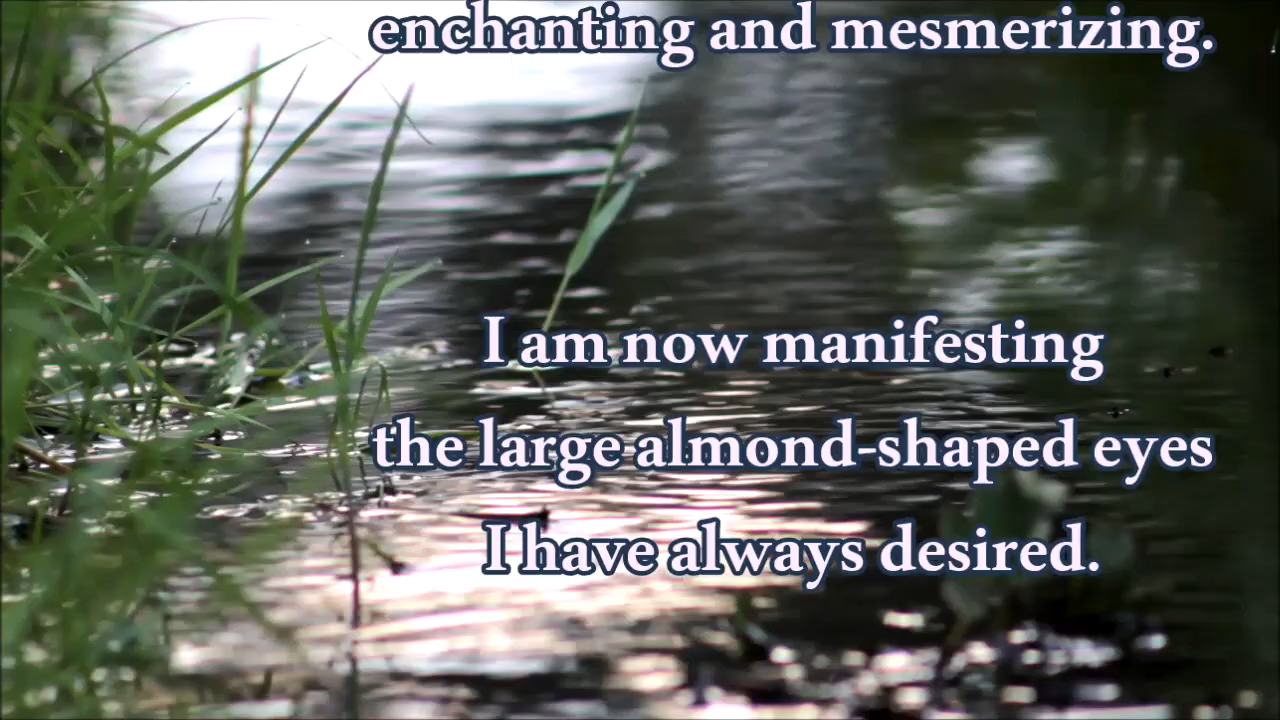 enchanting and mesmerizing.
I am now manifesting
the large almond-shaped eyes
I have always desired.